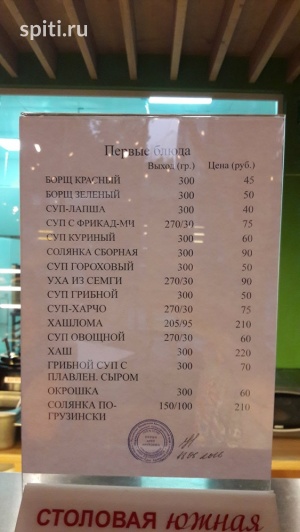 spiti.ru
Первые блюда
Выход (гр.) Цена (руб.)
БОРЩ КРАСНЫЙ 300 45
БОРЩ ЗЕЛЕНЫЙ 300 50
СУП-ЛАПША 300 40
СУП С ФРИКАД-МИ 270/30 75
СУП КУРИНЫЙ 300 60
СОЛЯНКА СБОРНАЯ 300 90
СУП ГОРОХОВЫЙ 300 50
УХА ИЗ СЕМГИ 270/30 90
СУП ГРИБНОЙ 300 50
СУП-ХАРЧО 270/30 75
ХАШЛОМА 205/95 210
СУП ОВОЩНОЙ 270/30 60
ХАШ 300 220
ГРИБНОЙ СУП С 300 70
ПЛАВЛЕН. СЫРОМ
ОКРОШКА 300 60
СОЛЯНКА ПО- 150/100 210
ГРУЗИНСКИ
СТОЛОВАЯ южная